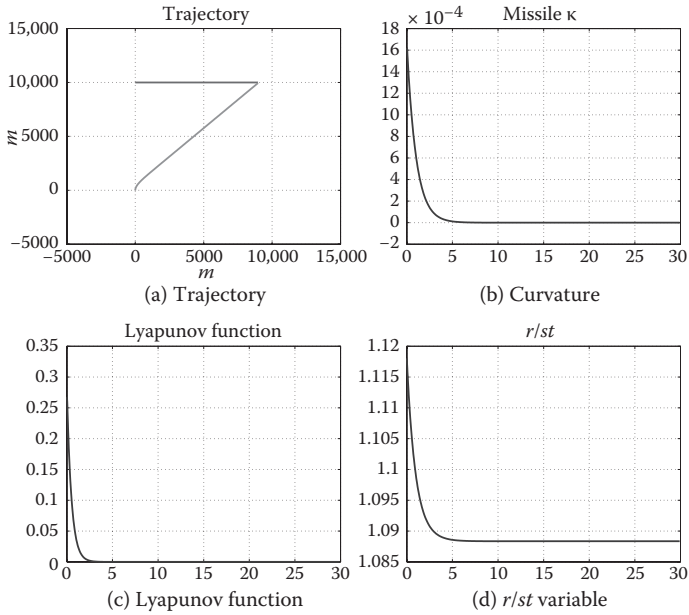 Trajectory
15,000
10,000
5000
0
−5000
m
−5000 0 5000 10,000 15,000
m
(a) Trajectory
Missile κ
× 10⁻⁴
18
16
14
12
10
8
6
4
2
0
−2
0 5 10 15 20 25 30
(b) Curvature
Lyapunov function
0.35
0.3
0.25
0.2
0.15
0.1
0.05
0
0 5 10 15 20 25 30
(c) Lyapunov function
r/st
1.12
1.115
1.11
1.105
1.1
1.095
1.09
1.085
0 5 10 15 20 25 30
(d) r/st variable